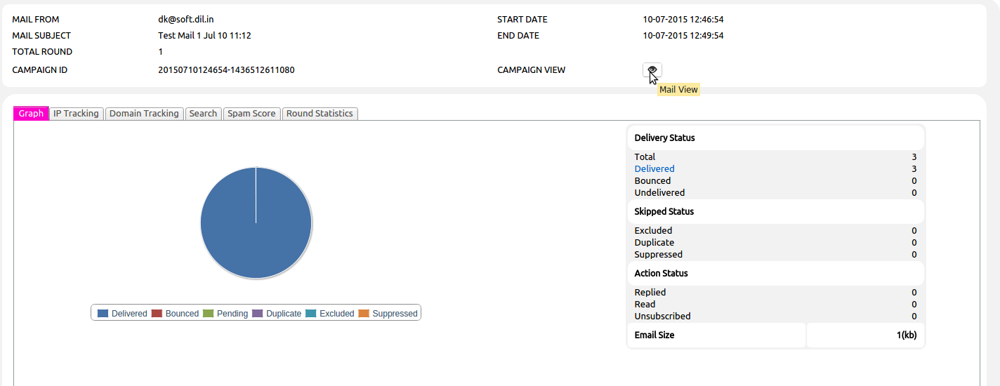 MAIL FROM dk@soft.dil.in START DATE 10-07-2015 12:46:54
MAIL SUBJECT Test Mail 1 Jul 10 11:12 END DATE 10-07-2015 12:49:54
TOTAL ROUND 1
CAMPAIGN ID 20150710124654-1436512611080 CAMPAIGN VIEW
Mail View
Graph IP Tracking Domain Tracking Search Spam Score Round Statistics
Delivery Status
Total 3
Delivered 3
Bounced 0
Undelivered 0
Skipped Status
Excluded 0
Duplicate 0
Suppressed 0
Action Status
Replied 0
Read 0
Unsubscribed 0
Email Size 1(kb)
Delivered Bounced Pending Duplicate Excluded Suppressed